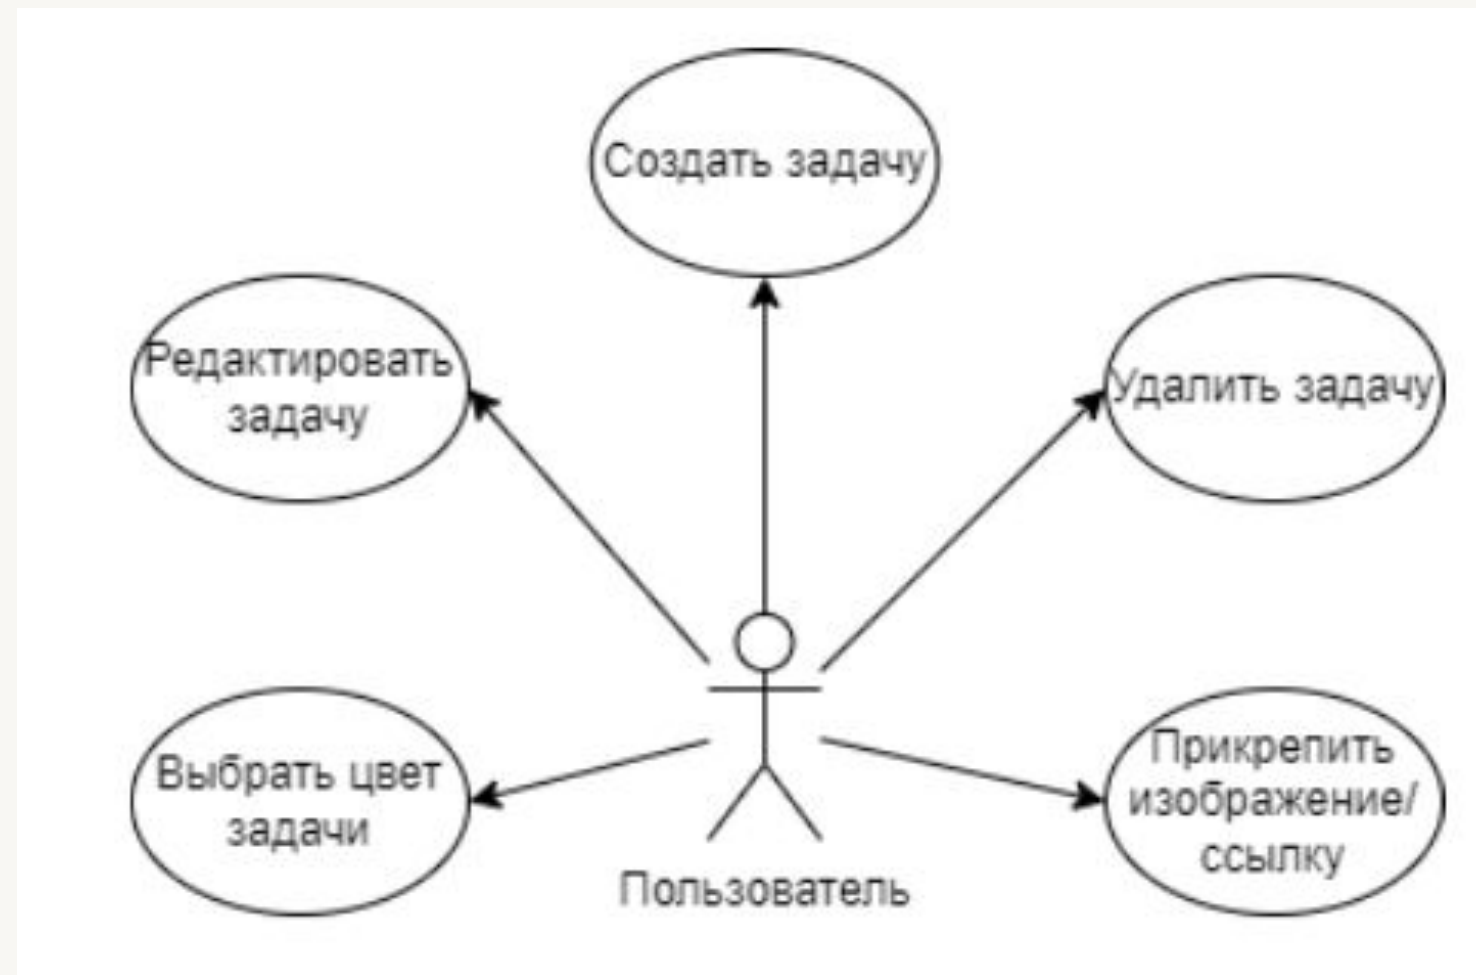 Создать задачу
Редактировать
задачу
Удалить задачу
Выбрать цвет
задачи
Прикрепить
изображение/
ссылку
Пользователь